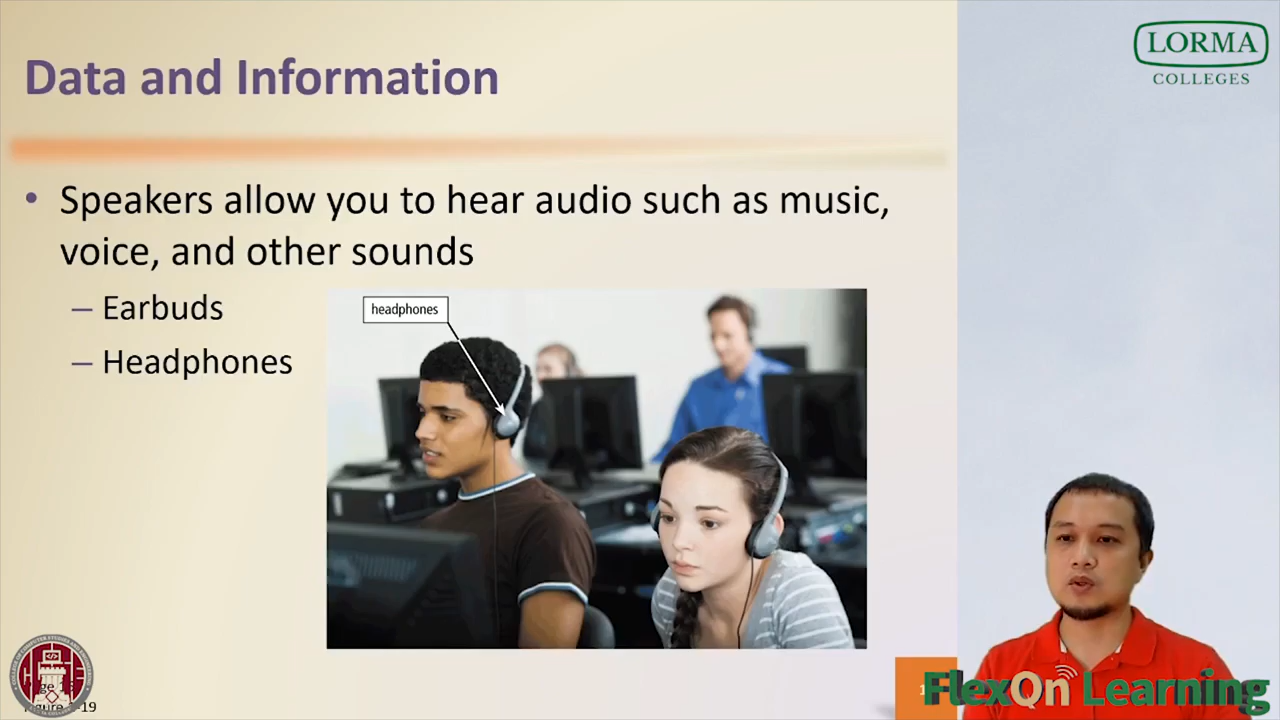 Data and Information
LORMA
COLLEGES
• Speakers allow you to hear audio such as music,
voice, and other sounds
– Earbuds
– Headphones
headphones
FlexOn Learning